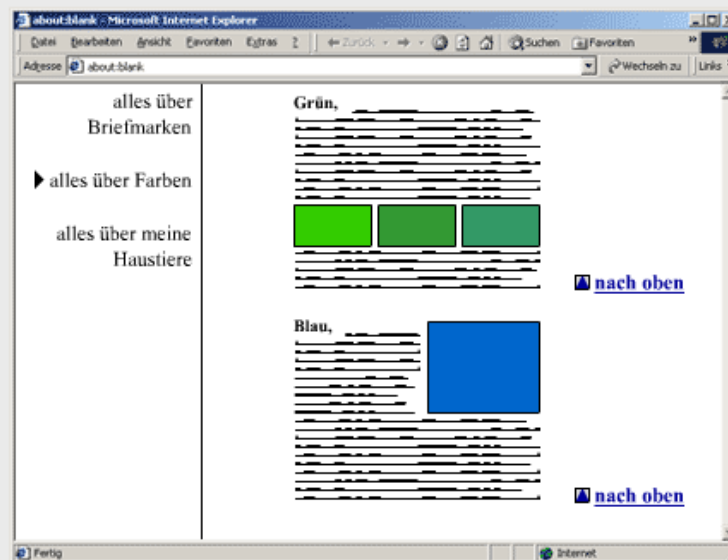 about:blank - Microsoft Internet Explorer
Datei Bearbeiten Ansicht Favoriten Extras ? Zurück Suchen Favoriten »
Adresse about:blank Wechseln zu Links
alles über
Briefmarken
alles über Farben
alles über meine
Haustiere
Grün,
nach oben
Blau,
nach oben
Fertig Internet